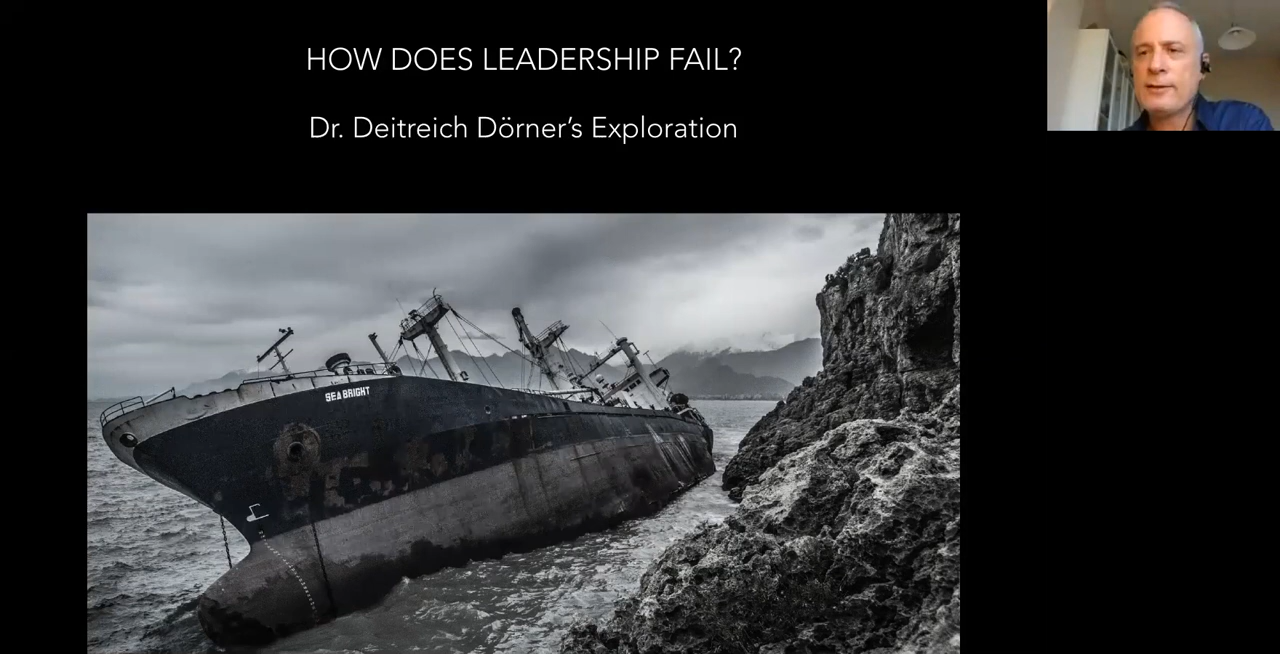 HOW DOES LEADERSHIP FAIL?
Dr. Deitreich Dörner's Exploration
SEA BRIGHT